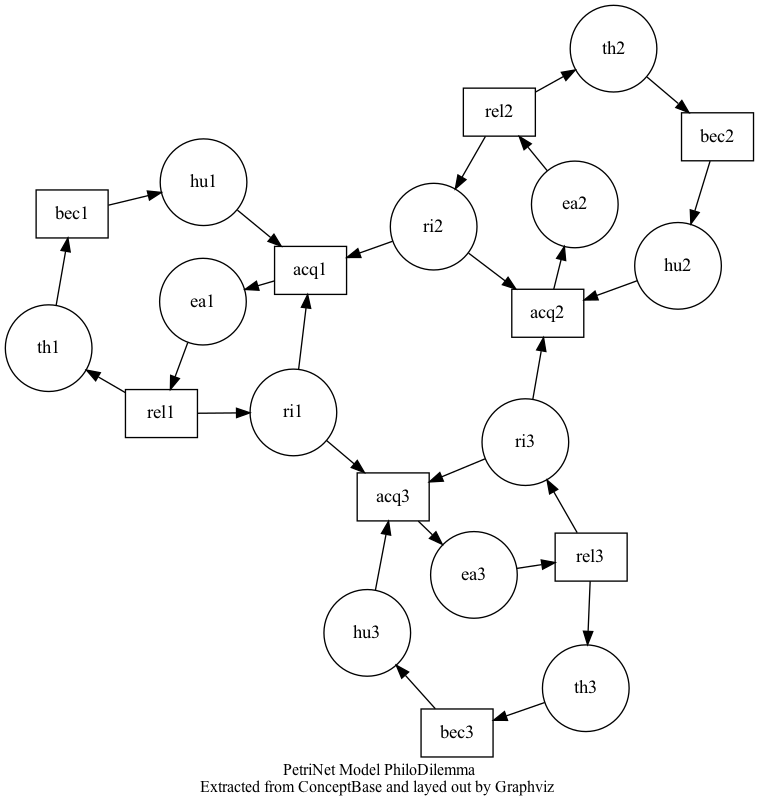 th2
rel2
bec2
hu1
bec1
ea2
ri2
hu2
acq1
ea1
acq2
th1
rel1
ri1
ri3
acq3
rel3
ea3
hu3
th3
bec3
PetriNet Model PhiloDilemma
Extracted from ConceptBase and layed out by Graphviz